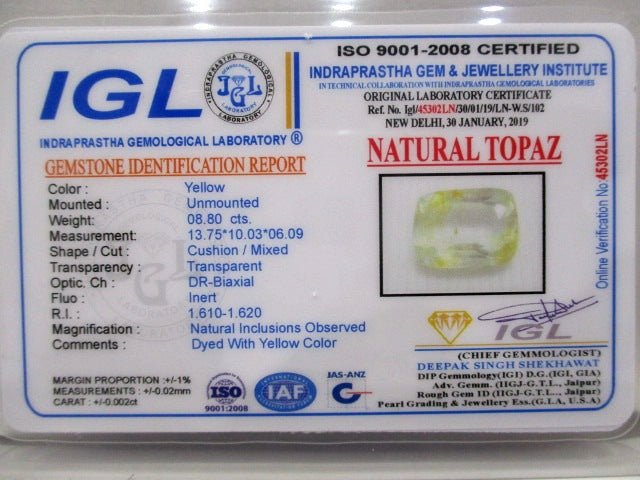 IGL
INDRAPRASTHA GEMOLOGICAL LABORATORY ®
INDRAPRASTHA GEMOLOGICAL
LABORATORY
ISO 9001-2008 CERTIFIED
INDRAPRASTHA GEM & JEWELLERY INSTITUTE
IN TECHNICAL COLLABORATION WITH INDRAPRASTHA GEMOLOGICAL LABORATORIES
ORIGINAL LABORATORY CERTIFICATE
Ref. No. Igl/45302LN/30/01/19/LN-W.S/102
NEW DELHI, 30 JANUARY, 2019
GEMSTONE IDENTIFICATION REPORT
Color : Yellow
Mounted : Unmounted
Weight: 08.80 cts.
Measurement: 13.75*10.03*06.09
Shape / Cut : Cushion / Mixed
Transparency : Transparent
Optic. Ch : DR-Biaxial
Fluo : Inert
R.I. : 1.610-1.620
Magnification : Natural Inclusions Observed
Comments : Dyed With Yellow Color
MARGIN PROPORTION :+/-1%
MEASUREMENTS : +/-0.02mm
CARAT : +/-0.002ct
ISO
9001:2008
IAF
JAS-ANZ
NATURAL TOPAZ
Online Verification No.45302LN
IGL
(CHIEF GEMMOLOGIST)
DEEPAK SINGH SHEKHAWAT
DIP Gemmology(IGI) D.G.(IGI, GIA)
Adv. Gemm. (IIGJ-G.T.L., Jaipur)
Rough Gem ID (IIGJ-G.T.L., Jaipur)
Pearl Grading & Jewellery Ess.(G.I.A, U.S.A)